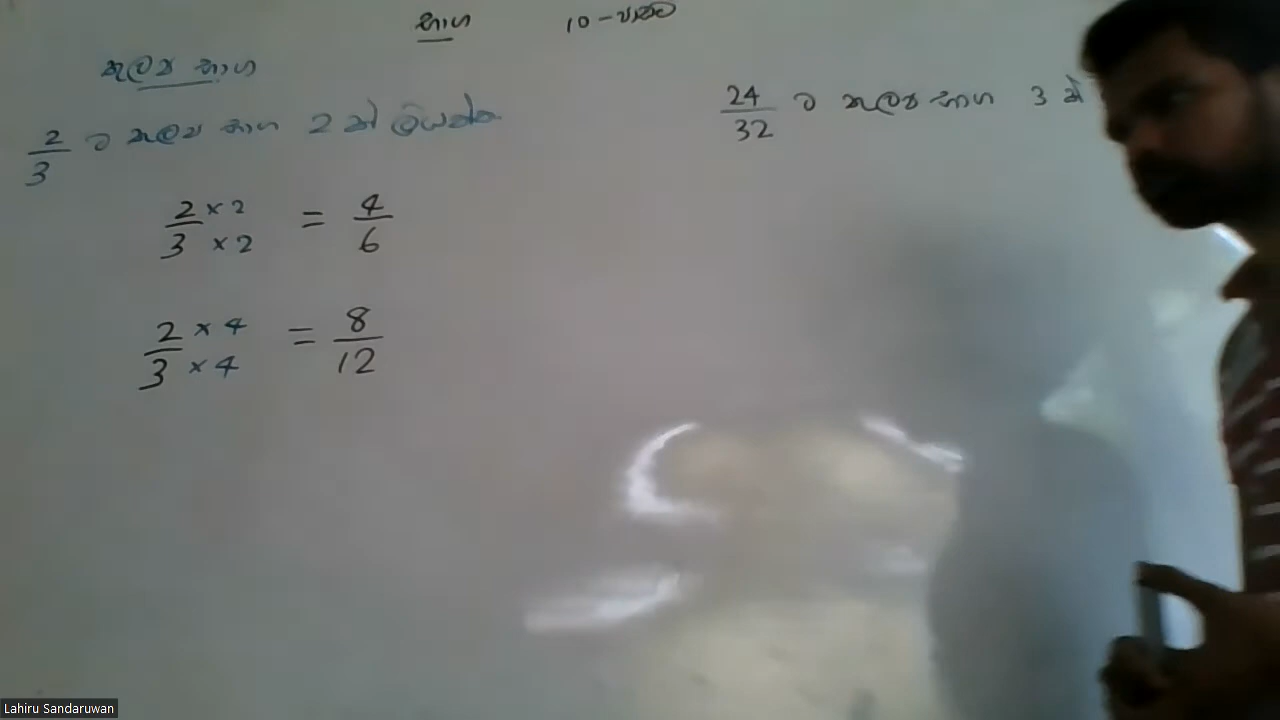 භාග 10 - පාඩම
තුල්‍ය භාග
2/3 ට තුල්‍ය භාග 2 ක් ලියන්න.
2 × 2 / 3 × 2 = 4/6
2 × 4 / 3 × 4 = 8/12
24/32 ට තුල්‍ය භාග 3 ක්
Lahiru Sandaruwan